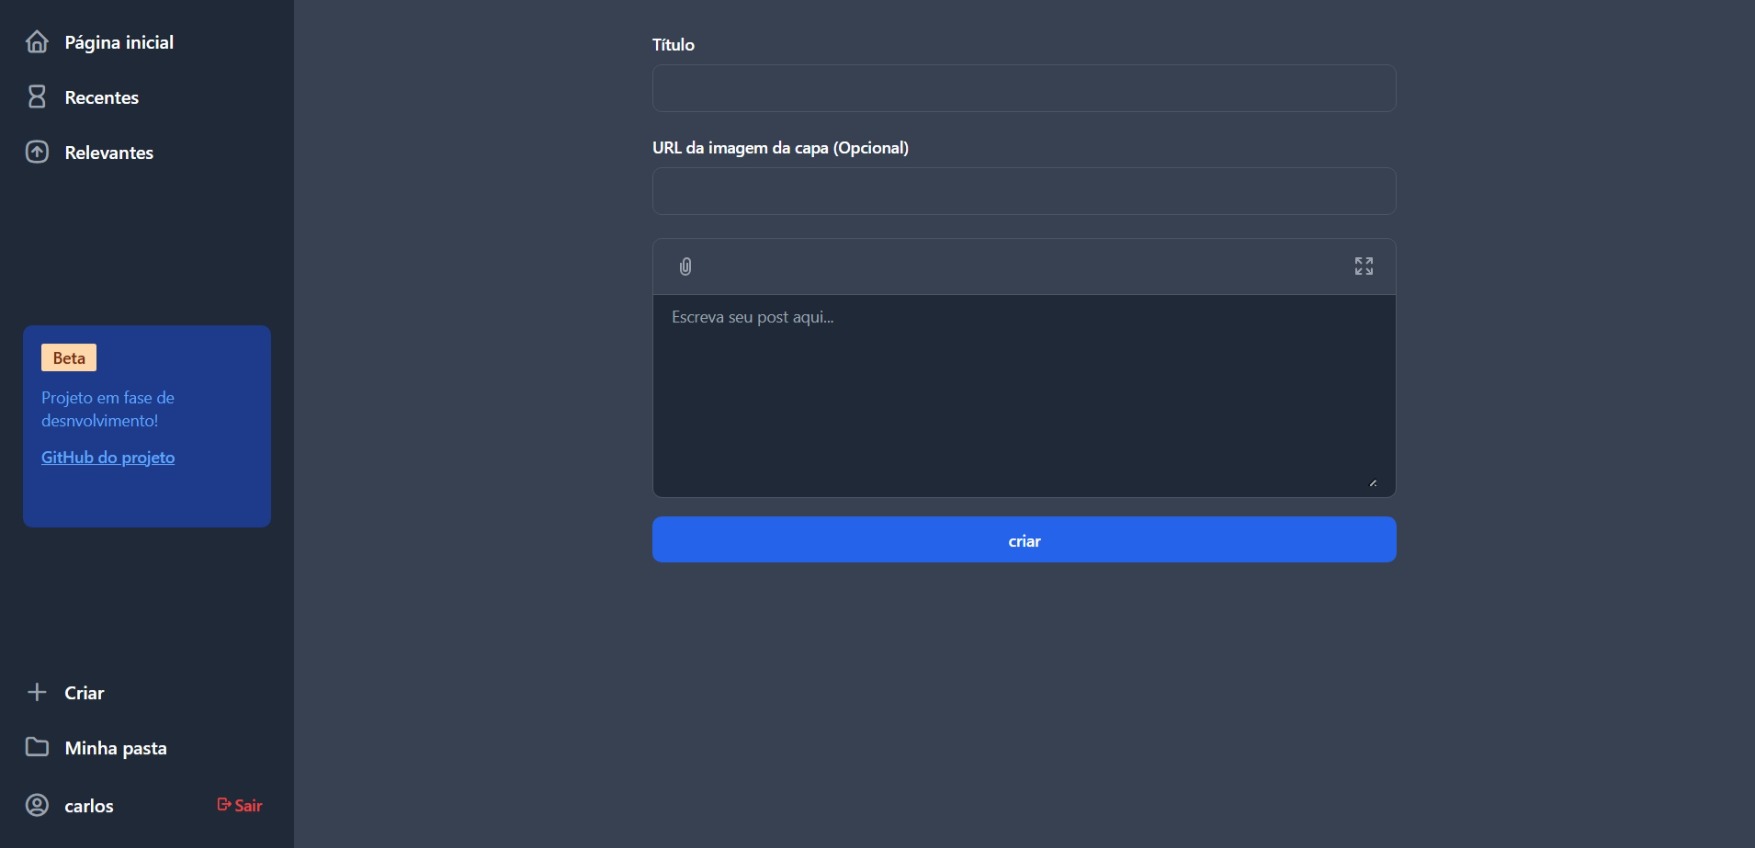 Página inicial
Recentes
Relevantes
Beta
Projeto em fase de
desnvolvimento!
GitHub do projeto
Criar
Minha pasta
carlos
Sair
Título
URL da imagem da capa (Opcional)
Escreva seu post aqui...
criar